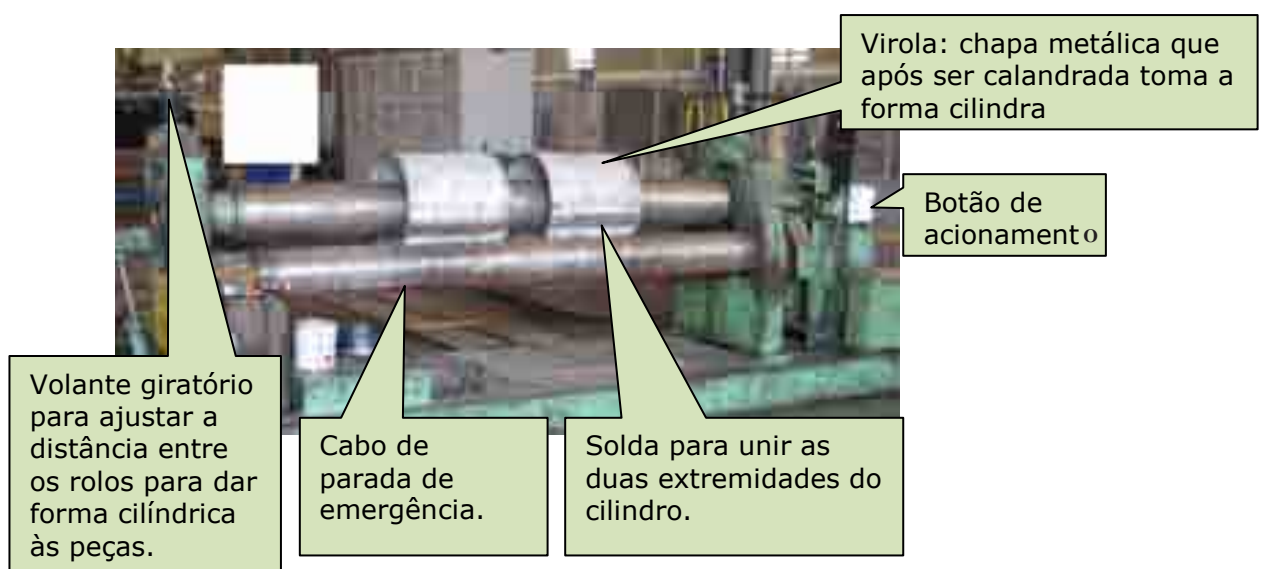 Virola: chapa metálica que
após ser calandrada toma a
forma cilindra
Botão de
acionamento
Volante giratório
para ajustar a
distância entre
os rolos para dar
forma cilíndrica
às peças.
Cabo de
parada de
emergência.
Solda para unir as
duas extremidades do
cilindro.